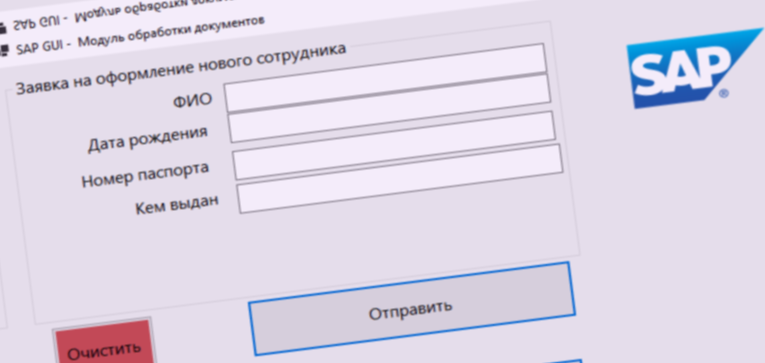 SAP GUI - Модуль обработки
SAP GUI - Модуль обработки документов
Заявка на оформление нового сотрудника
ФИО
Дата рождения
Номер паспорта
Кем выдан
SAP
®
Отправить
Очистить